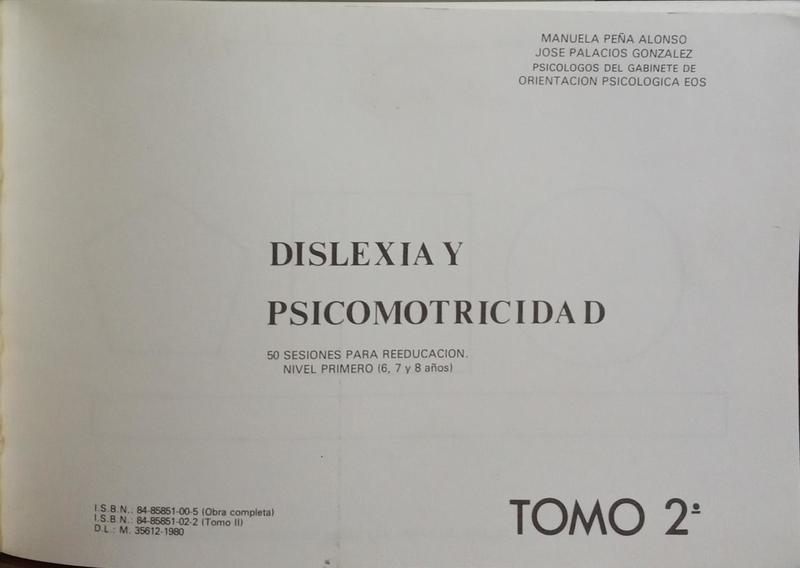 MANUELA PEÑA ALONSO
JOSE PALACIOS GONZALEZ
PSICOLOGOS DEL GABINETE DE
ORIENTACION PSICOLOGICA EOS
DISLEXIA Y
PSICOMOTRICIDAD
50 SESIONES PARA REEDUCACION.
NIVEL PRIMERO (6, 7 y 8 años)
I.S.B.N.: 84-85851-00-5 (Obra completa)
I.S.B.N.: 84-85851-02-2 (Tomo II)
D.L.: M. 35612-1980
TOMO 2º